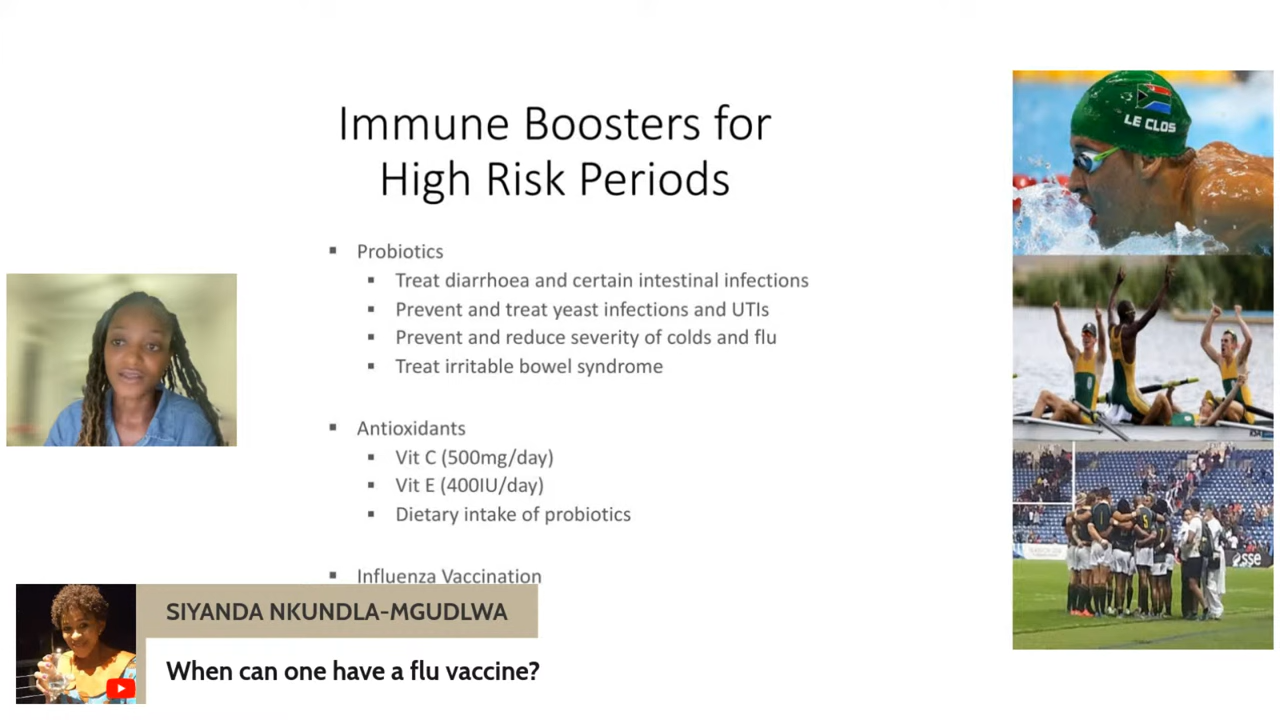 Immune Boosters for
High Risk Periods
Probiotics
Treat diarrhoea and certain intestinal infections
Prevent and treat yeast infections and UTIs
Prevent and reduce severity of colds and flu
Treat irritable bowel syndrome
Antioxidants
Vit C (500mg/day)
Vit E (400IU/day)
Dietary intake of probiotics
Influenza Vaccination
SIYANDA NKUNDLA-MGUDLWA
When can one have a flu vaccine?
LE CLOS
sse